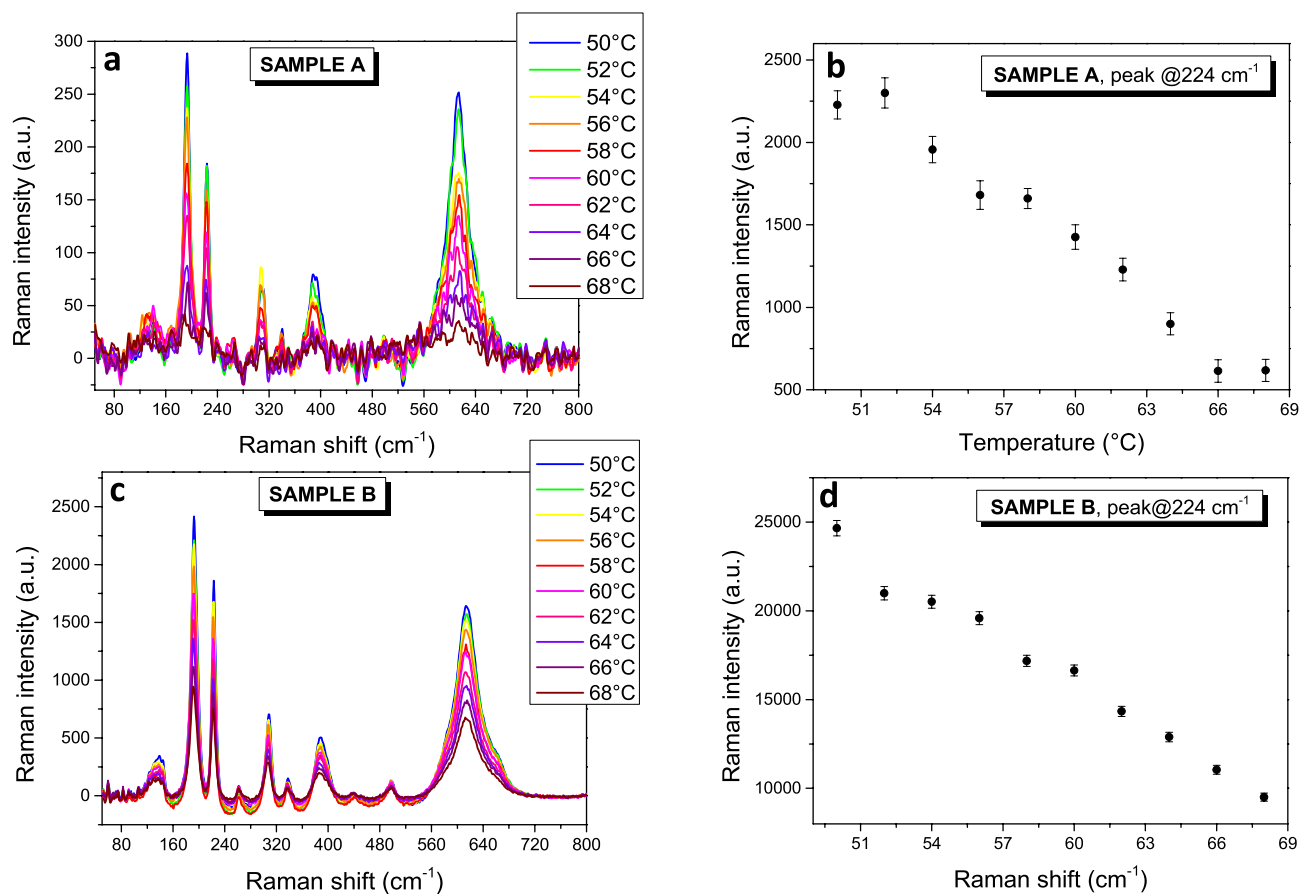 a
SAMPLE A
50°C
52°C
54°C
56°C
58°C
60°C
62°C
64°C
66°C
68°C
300
250
200
150
100
50
0
Raman intensity (a.u.)
80 160 240 320 400 480 560 640 720 800
Raman shift (cm-1)
b
SAMPLE A, peak @224 cm-1
2500
2000
1500
1000
500
Raman intensity (a.u.)
51 54 57 60 63 66 69
Temperature (°C)
c
SAMPLE B
50°C
52°C
54°C
56°C
58°C
60°C
62°C
64°C
66°C
68°C
2500
2000
1500
1000
500
0
Raman intensity (a.u.)
80 160 240 320 400 480 560 640 720 800
Raman shift (cm-1)
d
SAMPLE B, peak@224 cm-1
25000
20000
15000
10000
Raman intensity (a.u.)
51 54 57 60 63 66 69
Raman shift (cm-1)